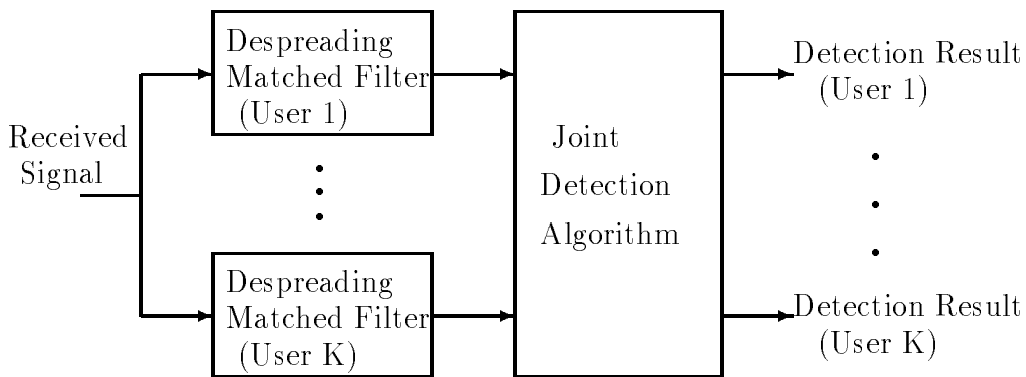 Received
Signal
Despreading
Matched Filter
(User 1)
Despreading
Matched Filter
(User K)
Joint
Detection
Algorithm
Detection Result
(User 1)
Detection Result
(User K)